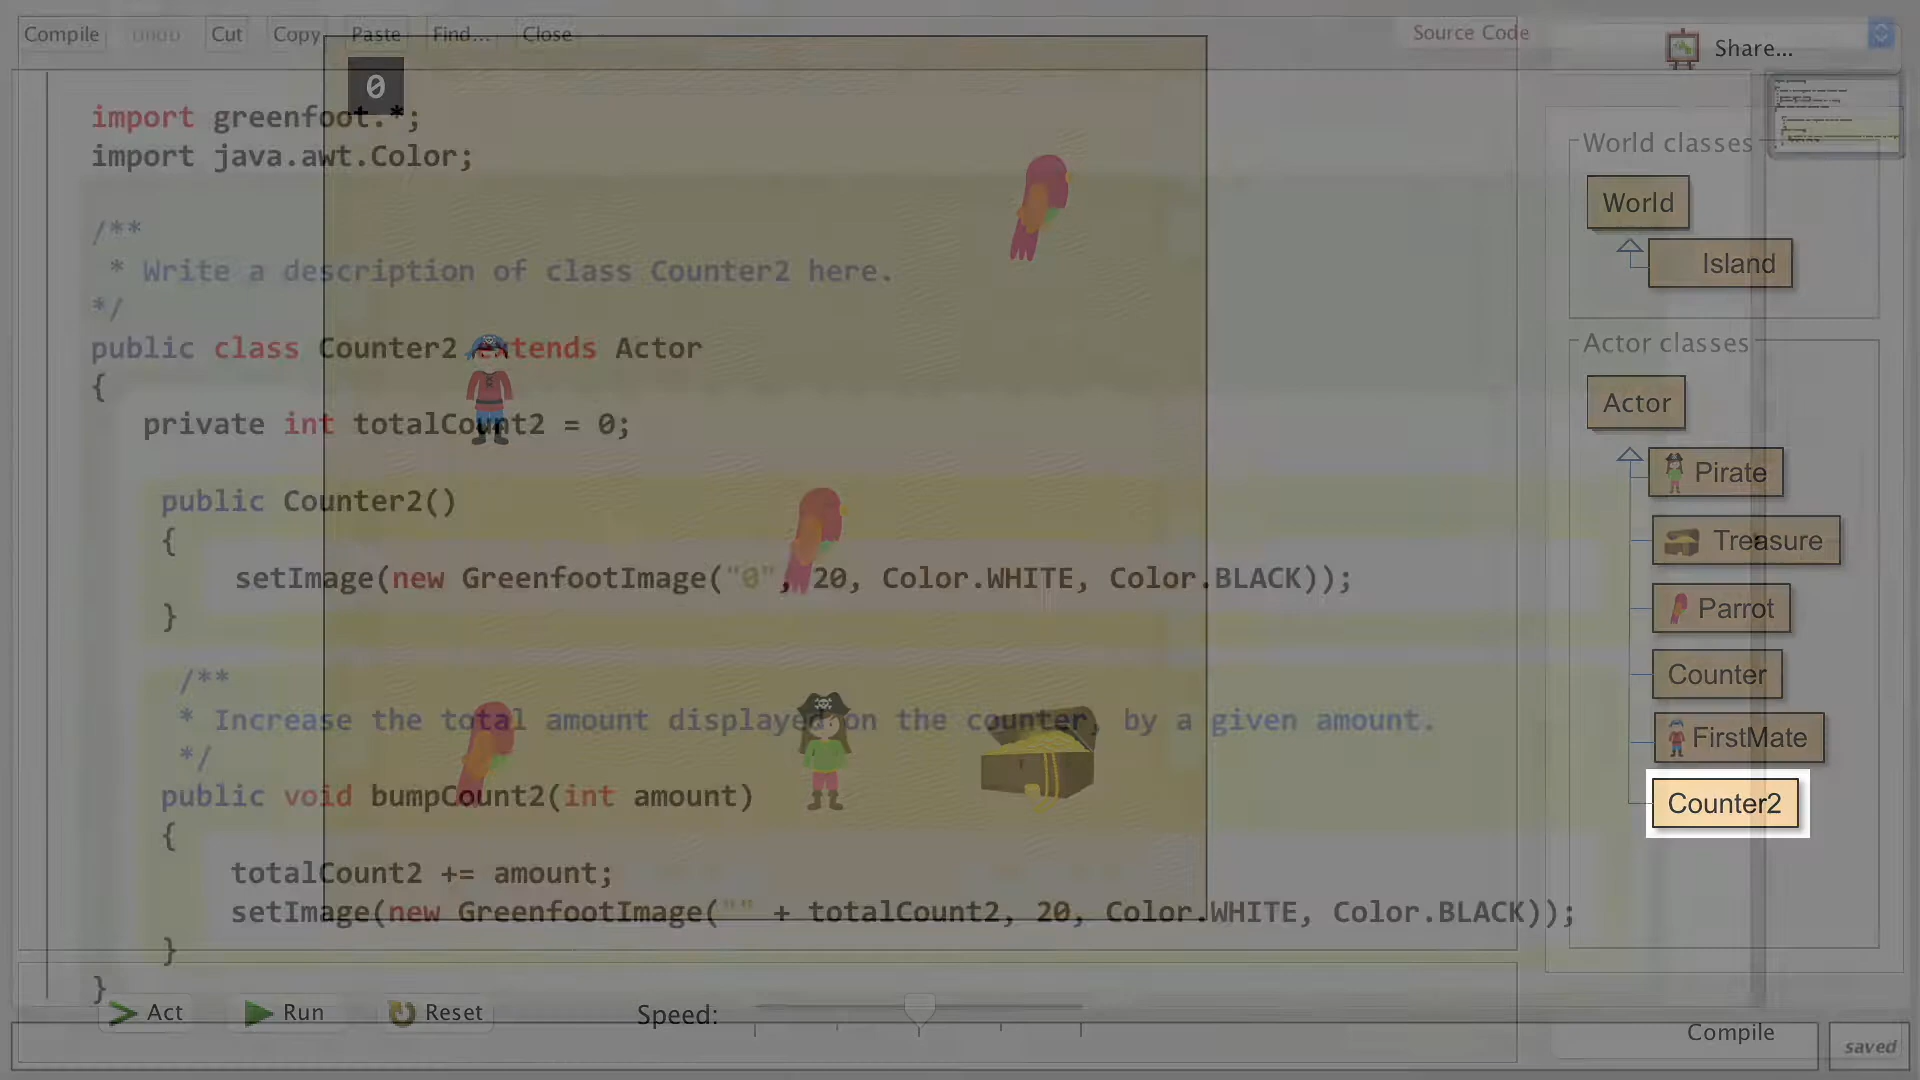 Compile Undo Cut Copy Paste Find... Close Source Code
Share...
0
import greenfoot.*;
import java.awt.Color;
/**
* Write a description of class Counter2 here.
*/
public class Counter2 extends Actor
{
private int totalCount2 = 0;
public Counter2()
{
setImage(new GreenfootImage("0", 20, Color.WHITE, Color.BLACK));
}
/**
* Increase the total amount displayed on the counter, by a given amount.
*/
public void bumpCount2(int amount)
{
totalCount2 += amount;
setImage(new GreenfootImage("" + totalCount2, 20, Color.WHITE, Color.BLACK));
}
}
World classes
World
Island
Actor classes
Actor
Pirate
Treasure
Parrot
Counter
FirstMate
Counter2
Act Run Reset Speed:
Compile
saved